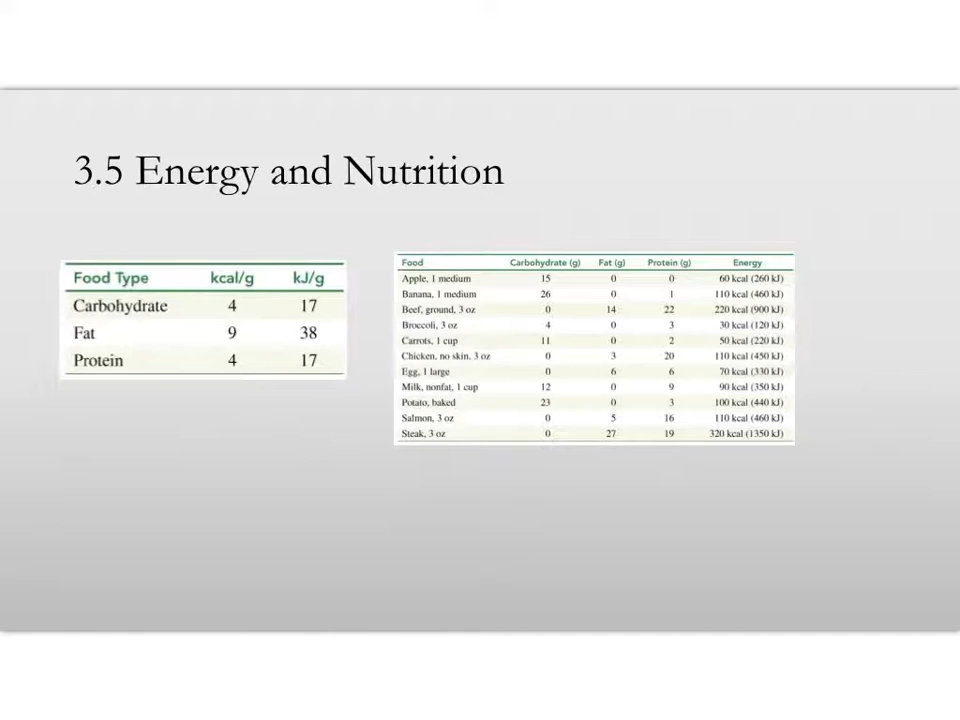 3.5 Energy and Nutrition
Food Type kcal/g kJ/g
Carbohydrate 4 17
Fat 9 38
Protein 4 17
Food Carbohydrate (g) Fat (g) Protein (g) Energy
Apple, 1 medium 15 0 0 60 kcal (260 kJ)
Banana, 1 medium 26 0 1 110 kcal (460 kJ)
Beef, ground, 3 oz 0 14 22 220 kcal (900 kJ)
Broccoli, 3 oz 4 0 3 30 kcal (120 kJ)
Carrots, 1 cup 11 0 2 50 kcal (220 kJ)
Chicken, no skin, 3 oz 0 3 20 110 kcal (450 kJ)
Egg, 1 large 0 6 6 70 kcal (330 kJ)
Milk, nonfat, 1 cup 12 0 9 90 kcal (350 kJ)
Potato, baked 23 0 3 100 kcal (440 kJ)
Salmon, 3 oz 0 5 16 110 kcal (460 kJ)
Steak, 3 oz 0 27 19 320 kcal (1350 kJ)